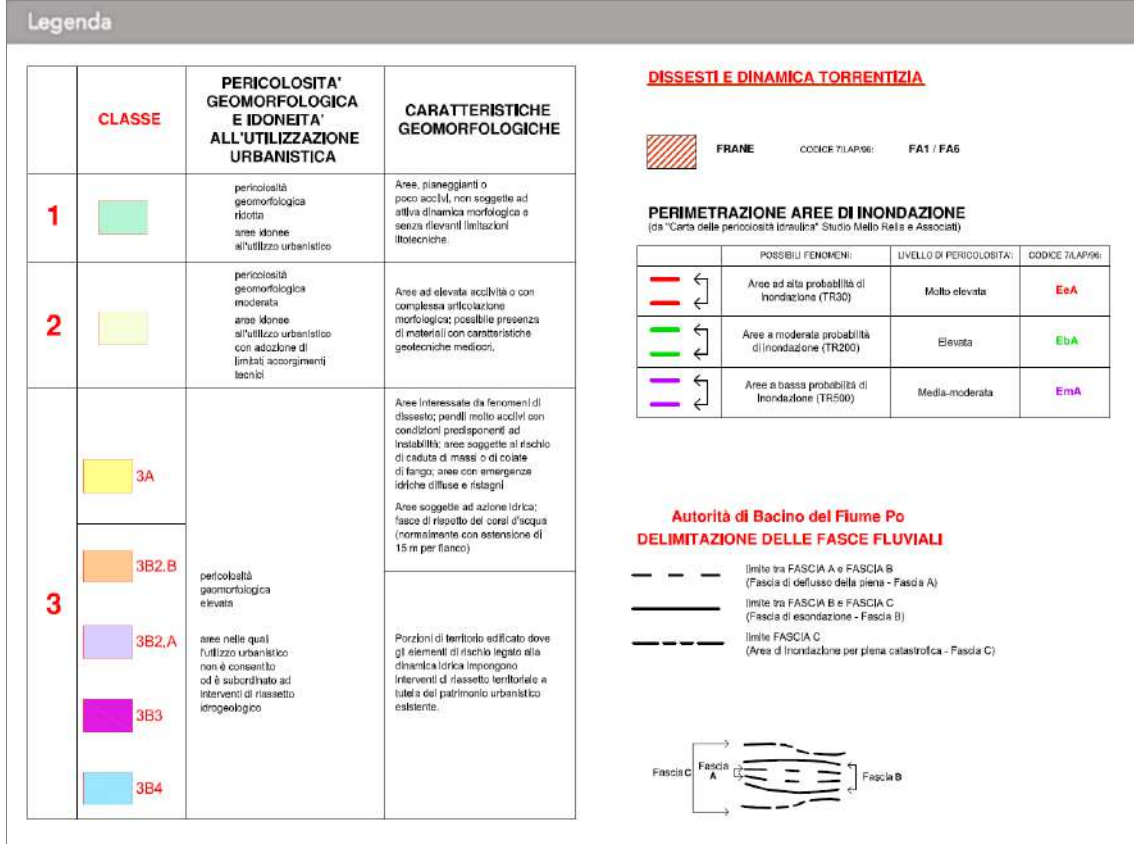 Legenda
CLASSE
PERICOLOSITA'
GEOMORFOLOGICA
E IDONEITA'
ALL'UTILIZZAZIONE
URBANISTICA
CARATTERISTICHE
GEOMORFOLOGICHE
1
pericolosità
geomorfologica
ridotta
aree idonee
all'utilizzo urbanistico
Aree, pianeggianti o
poco acclivi, non soggette ad
attiva dinamica morfologica e
senza rilevanti limitazioni
litotecniche.
2
pericolosità
geomorfologica
moderata
aree idonee
all'utilizzo urbanistico
con adozione di
limitati accorgimenti
tecnici
Aree ad elevata acclività o con
complessa articolazione
morfologica; possibile presenza
di materiali con caratteristiche
geotecniche mediocri.
3
3A
3B2.B
3B2.A
3B3
3B4
pericolosità
geomorfologica
elevata
aree nelle quali
l'utilizzo urbanistico
non è consentito
od è subordinato ad
interventi di riassetto
idrogeologico
Aree interessate da fenomeni di
dissesto; pendii molto acclivi con
condizioni predisponenti ad
instabilità; aree soggette al rischio
di caduta di massi o di colate
di fango; aree con emergenze
idriche diffuse e ristagni
Aree soggette ad azione idrica;
fasce di rispetto dei corsi d'acqua
(normalmente con estensione di
15 m per fianco)
Porzioni di territorio edificato dove
gli elementi di rischio legato alla
dinamica idrica impongono
interventi di riassetto territoriale a
tutela del patrimonio urbanistico
esistente.
DISSESTI E DINAMICA TORRENTIZIA
FRANE CODICE 7/LAP/96: FA1 / FA6
PERIMETRAZIONE AREE DI INONDAZIONE
(da "Carta delle pericolosità idraulica" Studio Mello Rella e Associati)
POSSIBILI FENOMENI: LIVELLO DI PERICOLOSITA': CODICE 7/LAP/96:
Aree ad alta probabilità di
inondazione (TR30)
Molto elevata
EeA
Aree a moderata probabilità
di inondazione (TR200)
Elevata
EbA
Aree a bassa probabilità di
inondazione (TR500)
Media-moderata
EmA
Autorità di Bacino del Fiume Po
DELIMITAZIONE DELLE FASCE FLUVIALI
limite tra FASCIA A e FASCIA B
(Fascia di deflusso della piena - Fascia A)
limite tra FASCIA B e FASCIA C
(Fascia di esondazione - Fascia B)
limite FASCIA C
(Area di inondazione per piena catastrofica - Fascia C)
Fascia C
Fascia
A
Fascia B